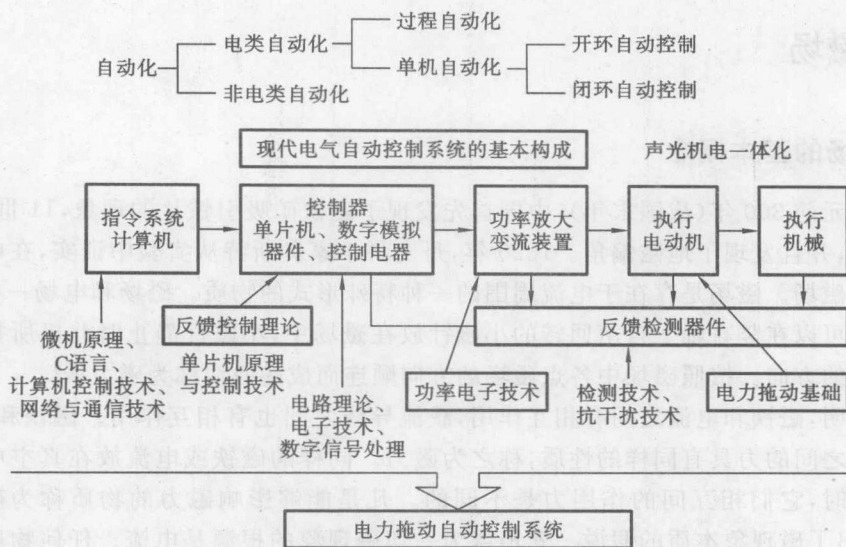 过程自动化
电类自动化
开环自动控制
自动化
单机自动化
非电类自动化
闭环自动控制
现代电气自动控制系统的基本构成
声光机电一体化
指令系统
计算机
控制器
单片机、数字模拟
器件、控制电器
功率放大
变流装置
执行
电动机
执行
机械
反馈控制理论
反馈检测器件
微机原理、
C语言、
计算机控制技术、
网络与通信技术
单片机原理
与控制技术
功率电子技术
检测技术、
抗干扰技术
电力拖动基础
电路理论、
电子技术、
数字信号处理
电力拖动自动控制系统